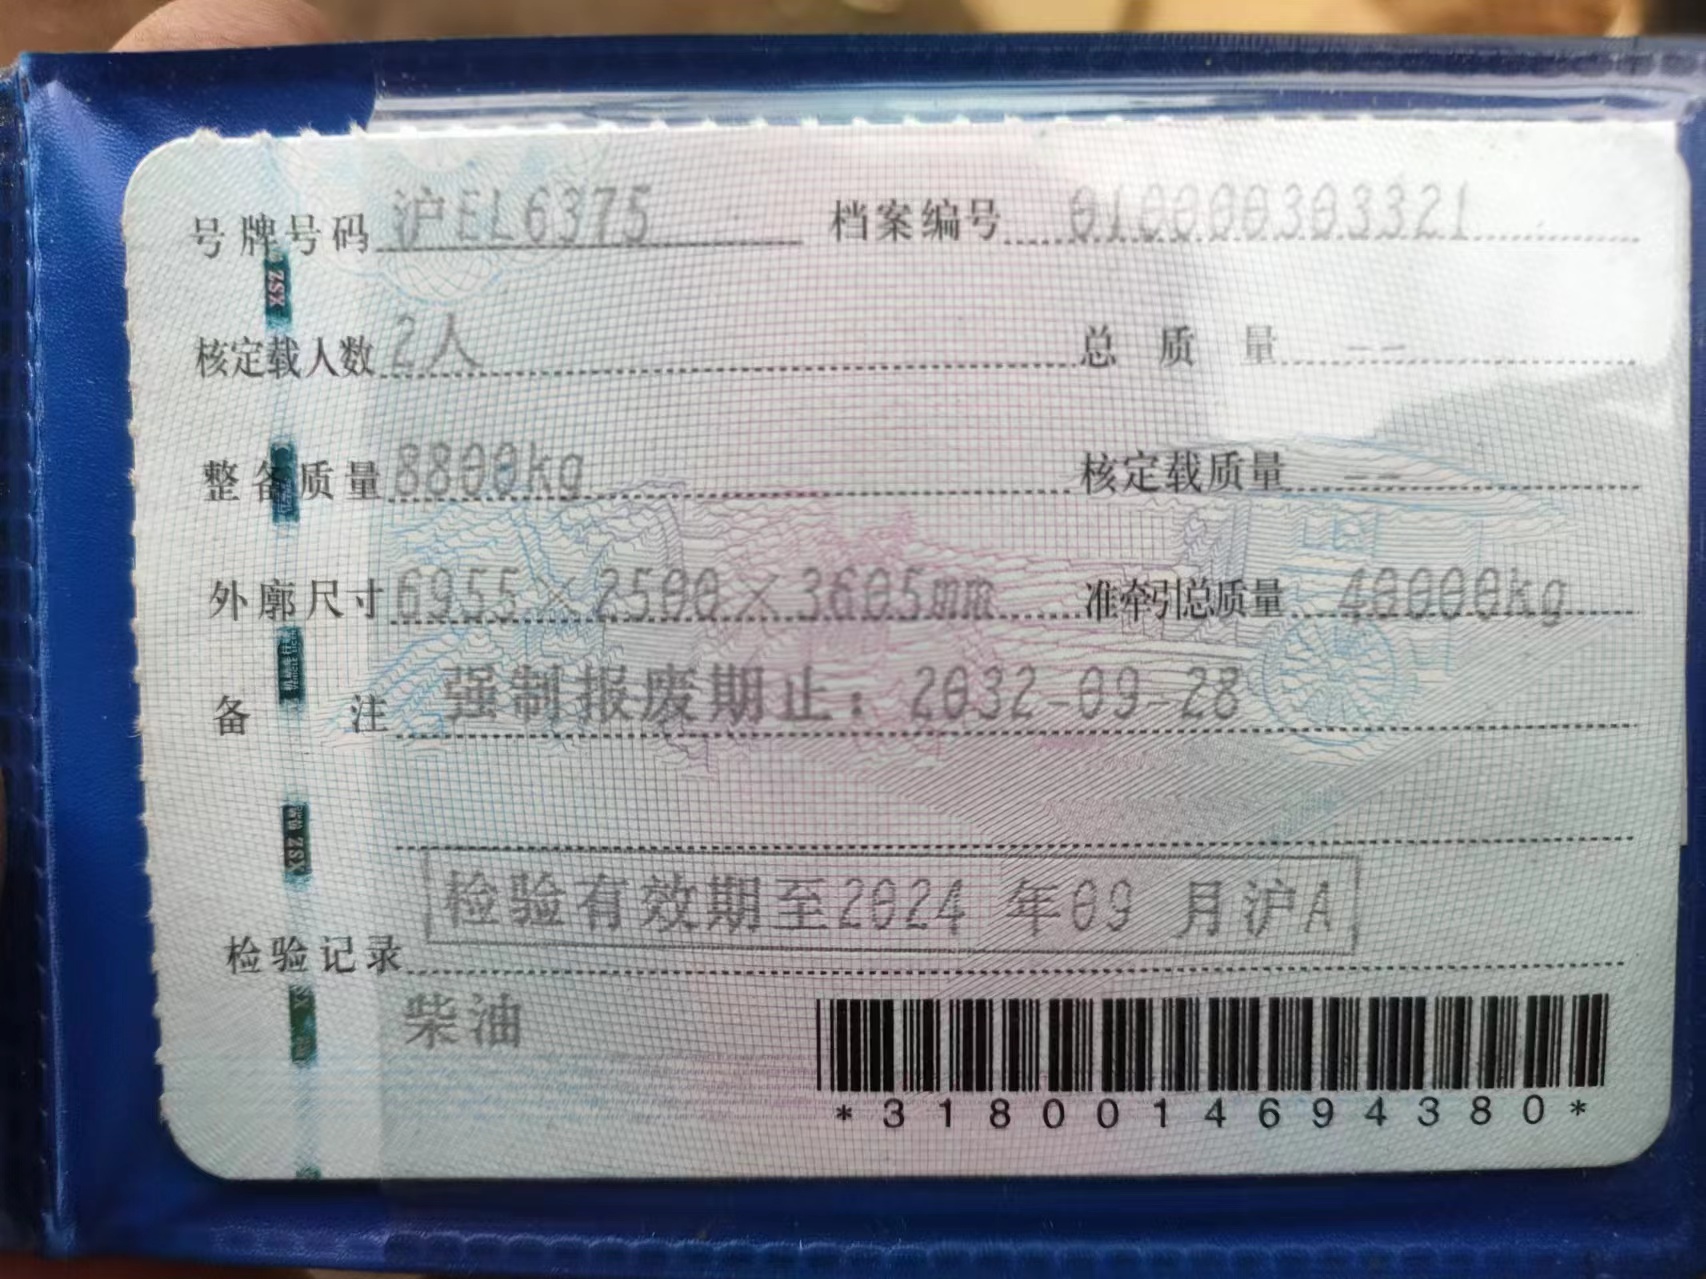 号牌号码 沪EL6375 档案编号 010000303321
核定载人数 2人 总质量 --
整备质量 8800kg 核定载质量 --
外廓尺寸 6955×2500×3605mm 准牵引总质量 40000kg
备注 强制报废期止：2032-09-28
检验记录 检验有效期至2024 年09 月沪A
柴油
*3180014694380*